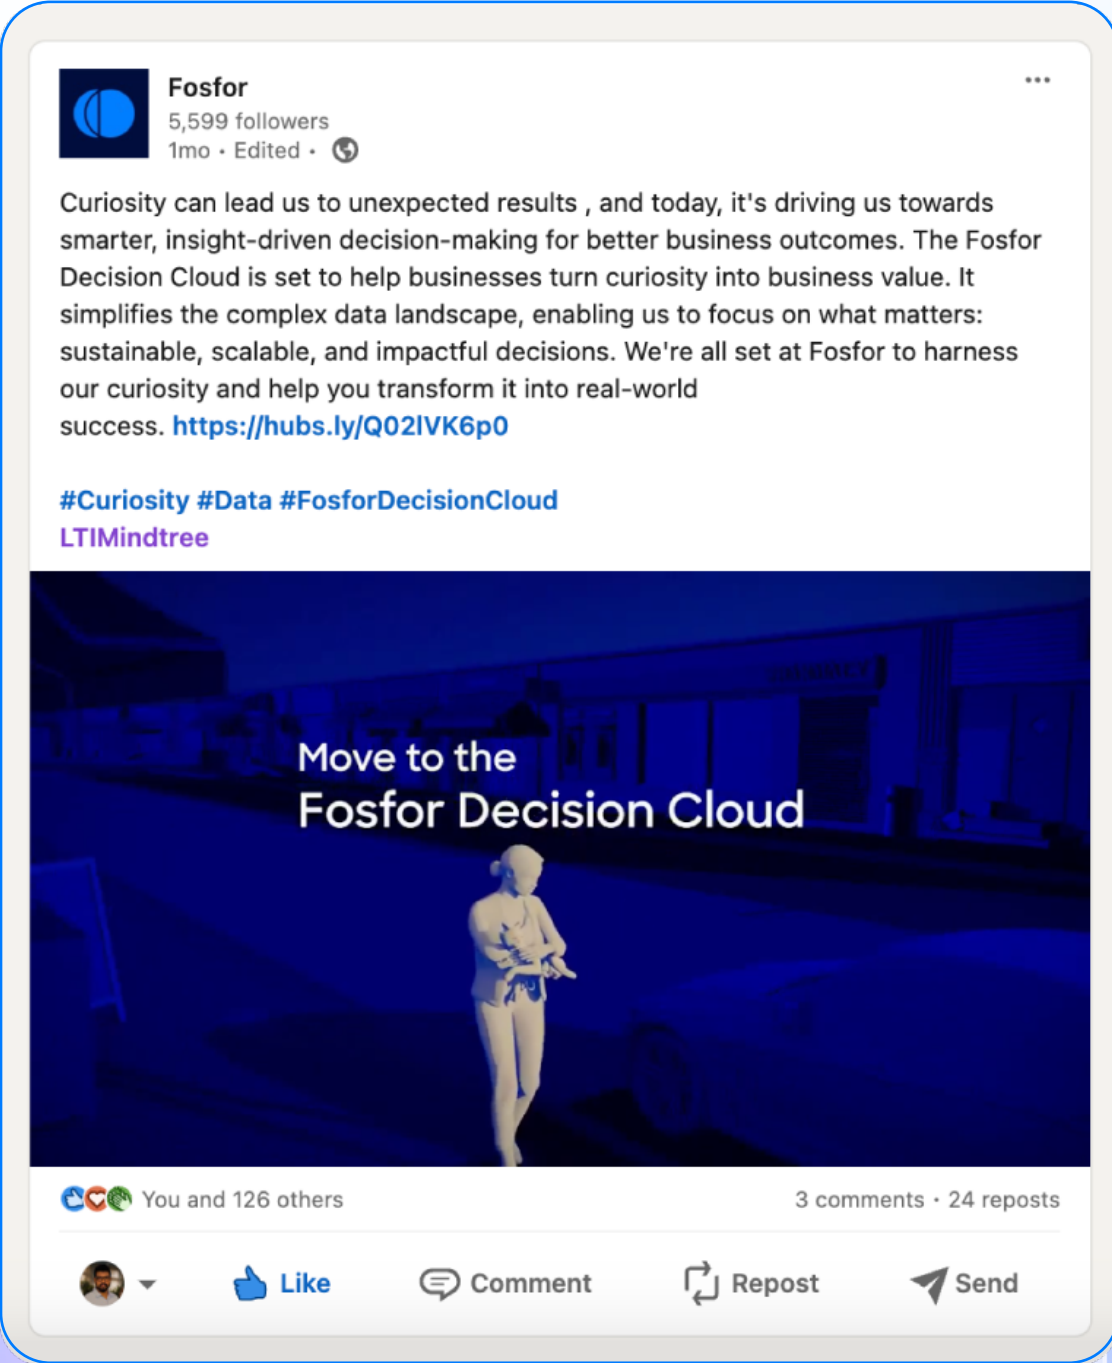 Fosfor
5,599 followers
1mo • Edited •
Curiosity can lead us to unexpected results , and today, it's driving us towards
smarter, insight-driven decision-making for better business outcomes. The Fosfor
Decision Cloud is set to help businesses turn curiosity into business value. It
simplifies the complex data landscape, enabling us to focus on what matters:
sustainable, scalable, and impactful decisions. We're all set at Fosfor to harness
our curiosity and help you transform it into real-world
success. https://hubs.ly/Q02lVK6p0
#Curiosity #Data #FosforDecisionCloud
LTIMindtree
Move to the
Fosfor Decision Cloud
You and 126 others
3 comments • 24 reposts
Like
Comment
Repost
Send